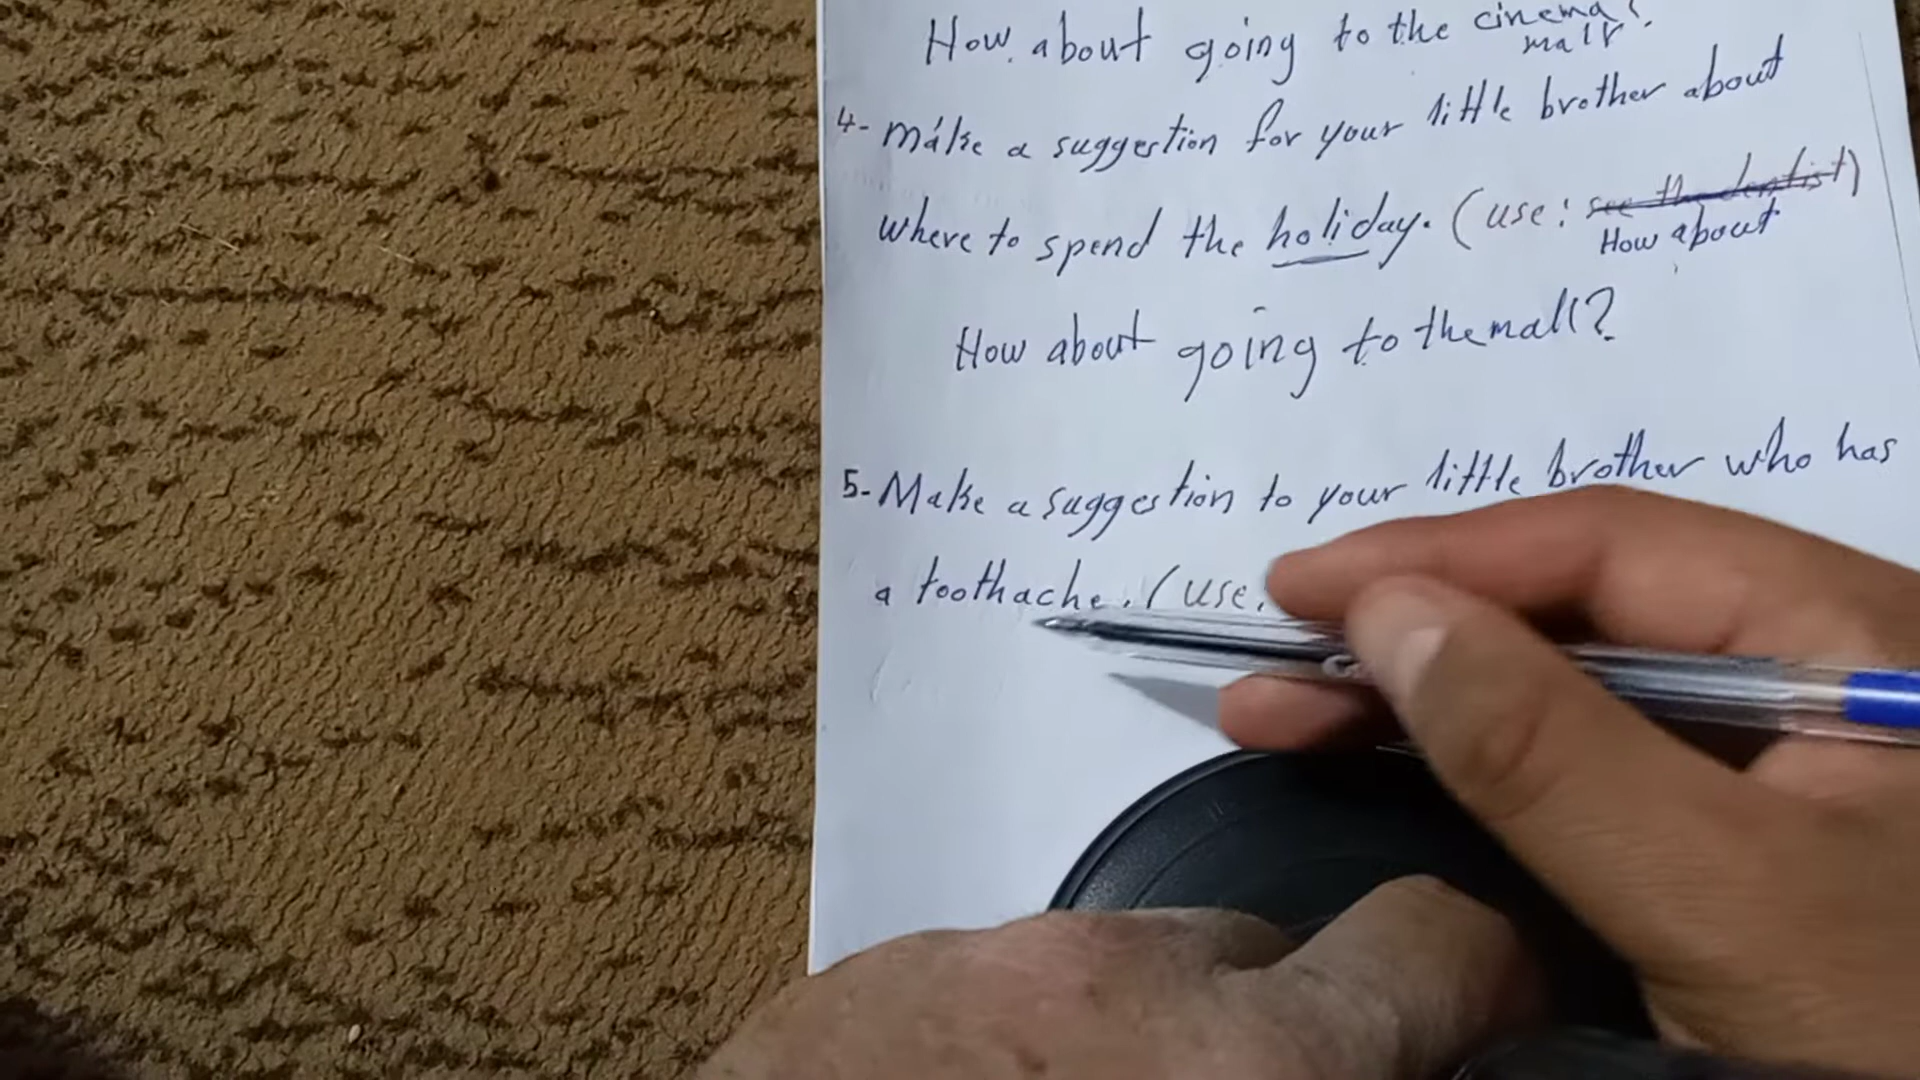 How about going to the cinema?
mall
4- make a suggestion for your little brother about
where to spend the holiday. (use: see the dentist)
How about
How about going to the mall?
5- Make a suggestion to your little brother who has
a toothache. (use: